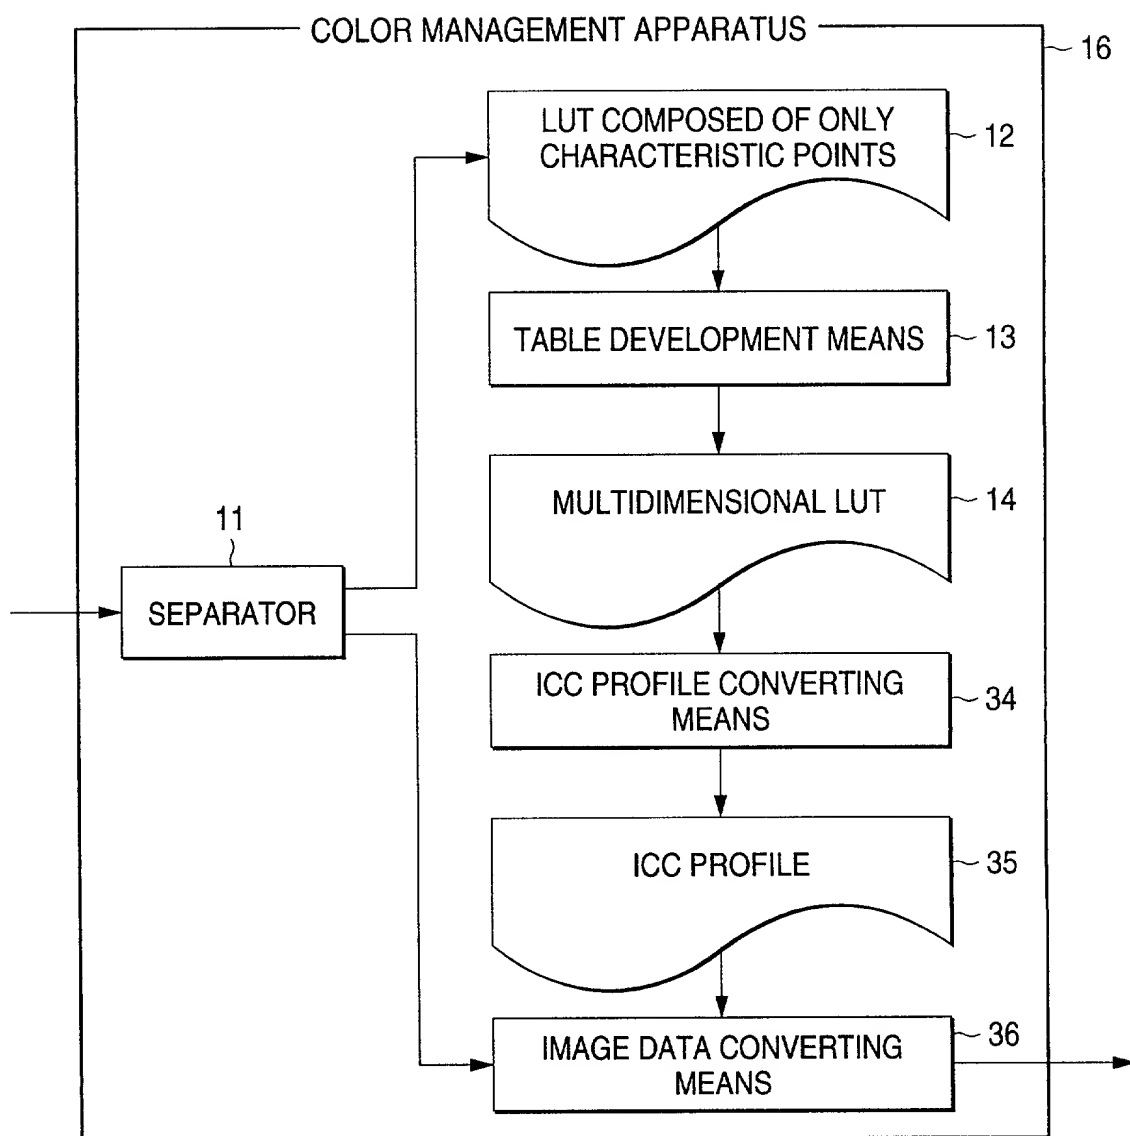 COLOR MANAGEMENT APPARATUS
16
LUT COMPOSED OF ONLY
CHARACTERISTIC POINTS
12
TABLE DEVELOPMENT MEANS
13
MULTIDIMENSIONAL LUT
14
11
SEPARATOR
ICC PROFILE CONVERTING
MEANS
34
ICC PROFILE
35
IMAGE DATA CONVERTING
MEANS
36